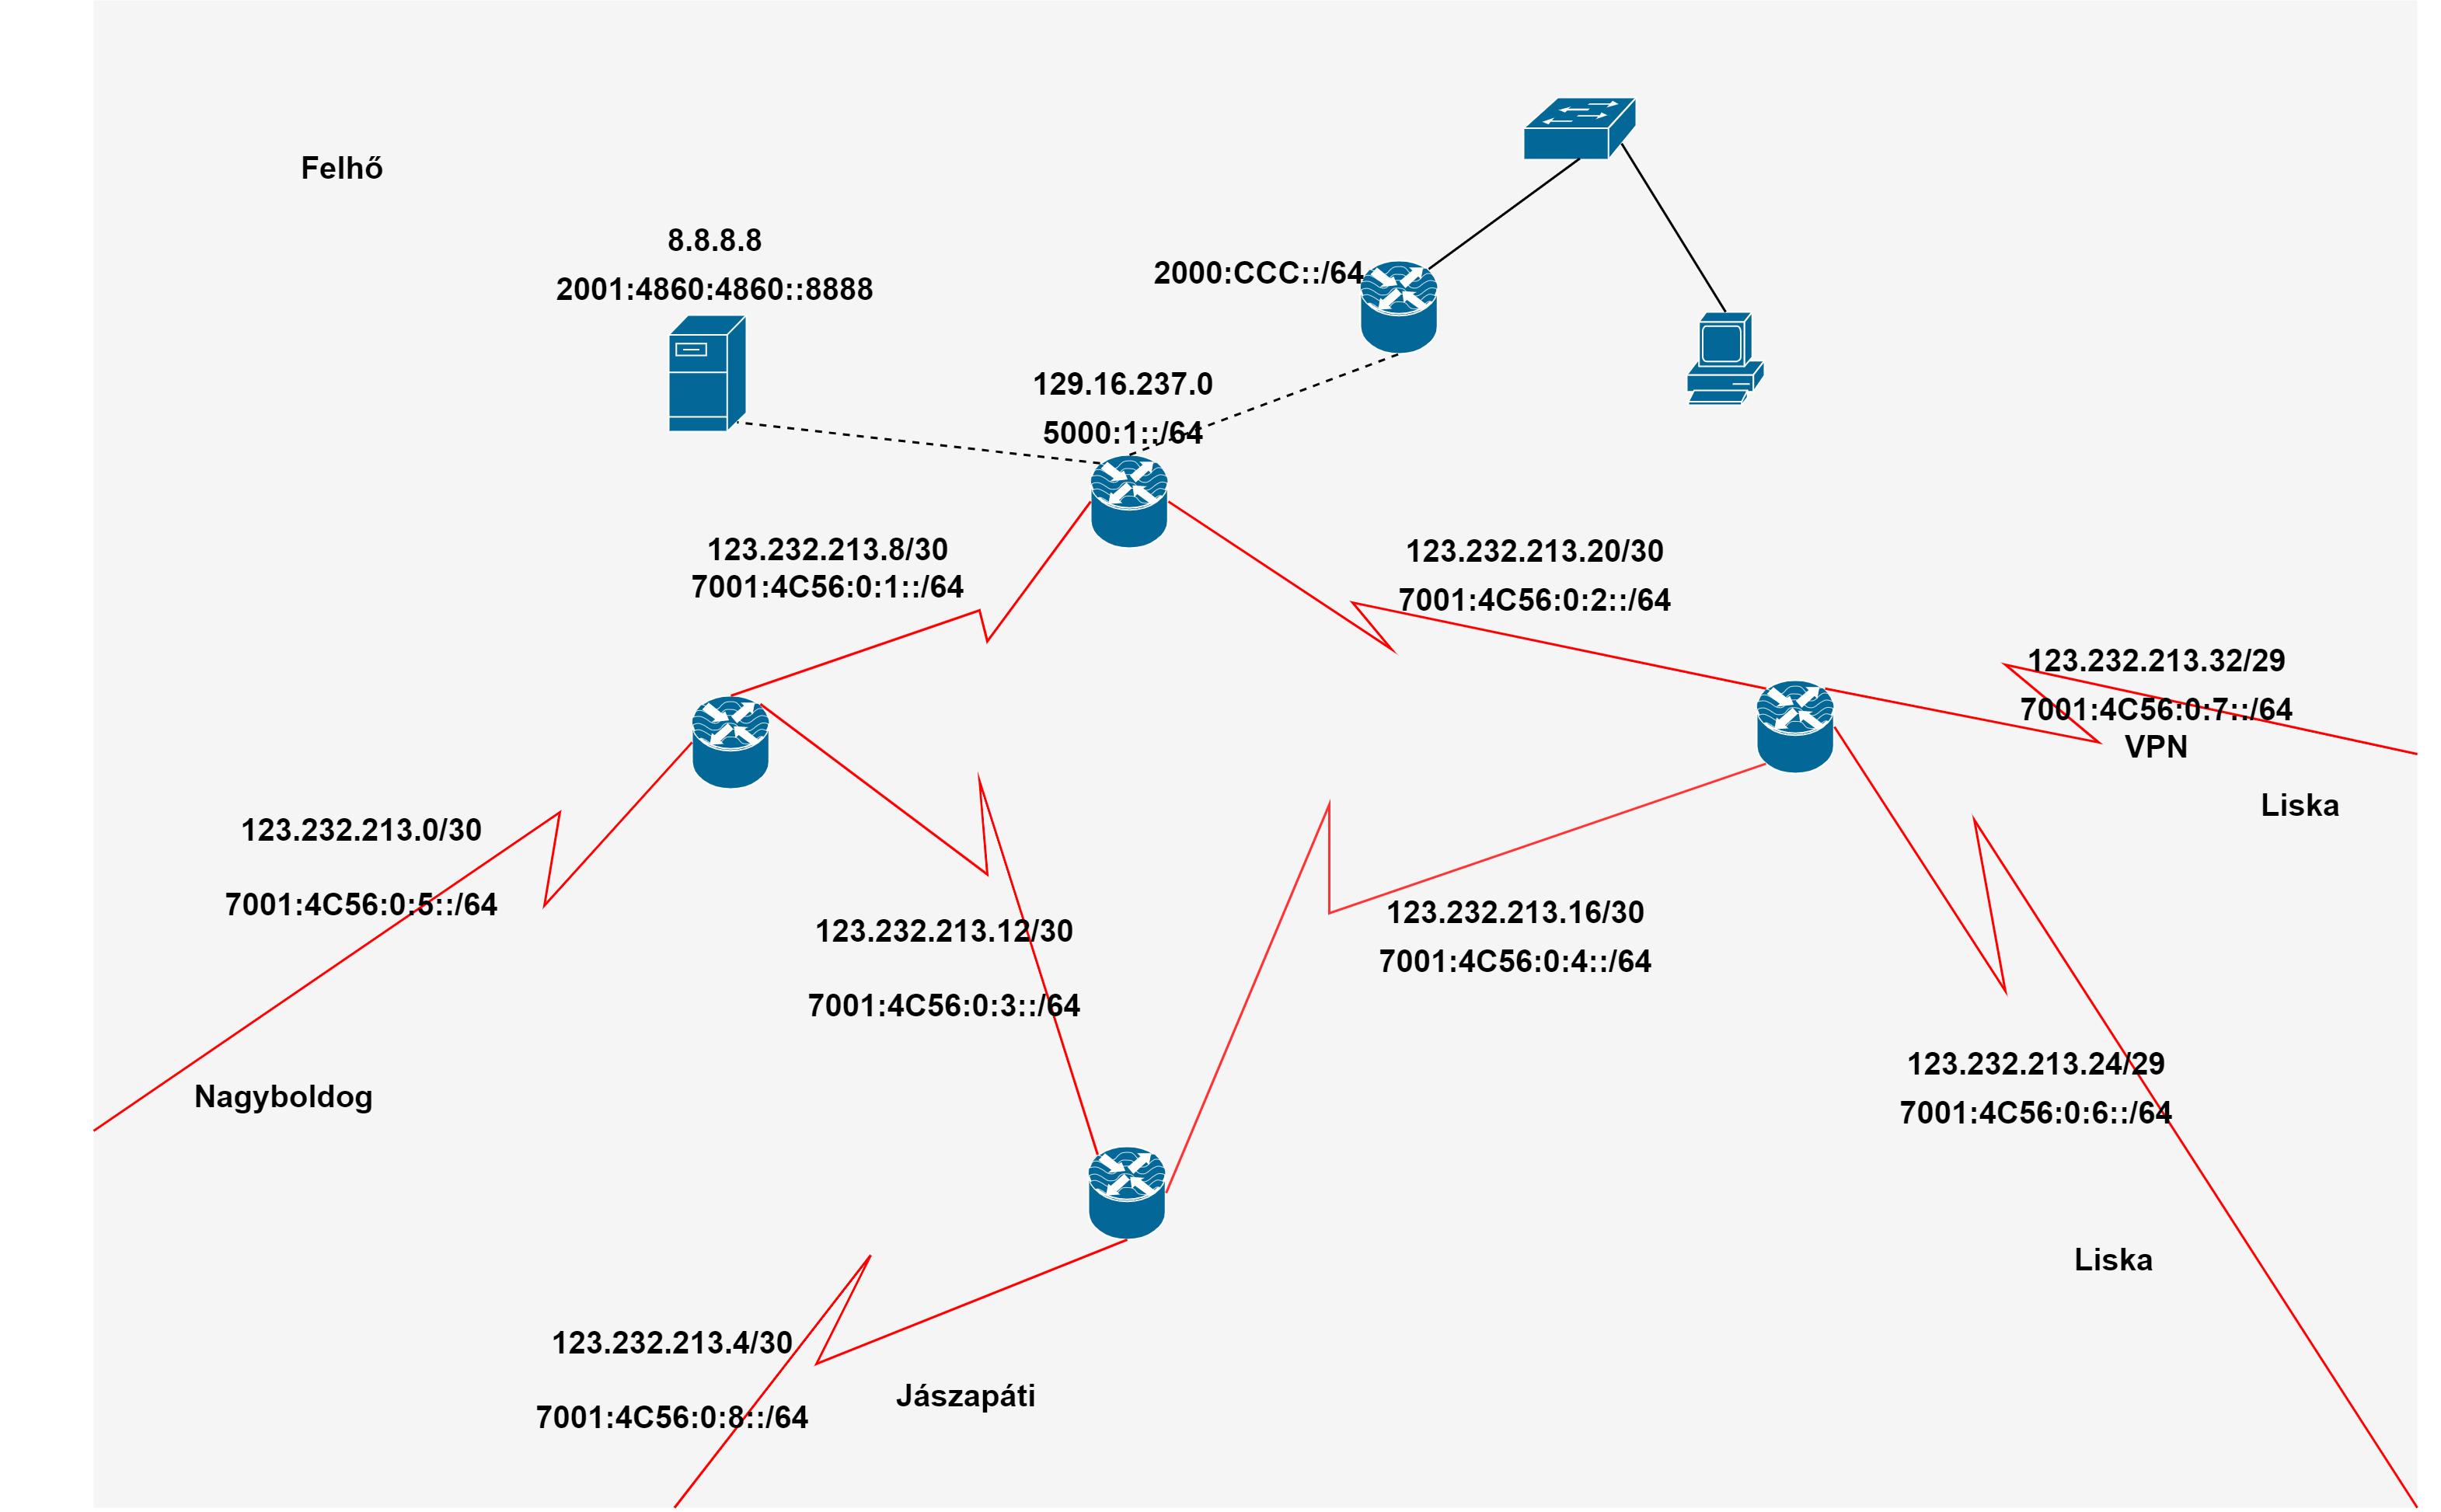 Felhő
8.8.8.8
2001:4860:4860::8888
2000:CCC::/64
129.16.237.0
5000:1::/64
123.232.213.8/30
7001:4C56:0:1::/64
123.232.213.20/30
7001:4C56:0:2::/64
123.232.213.32/29
7001:4C56:0:7::/64
VPN
Liska
123.232.213.0/30
7001:4C56:0:5::/64
123.232.213.12/30
7001:4C56:0:3::/64
123.232.213.16/30
7001:4C56:0:4::/64
Nagyboldog
123.232.213.24/29
7001:4C56:0:6::/64
Liska
123.232.213.4/30
7001:4C56:0:8::/64
Jászapáti